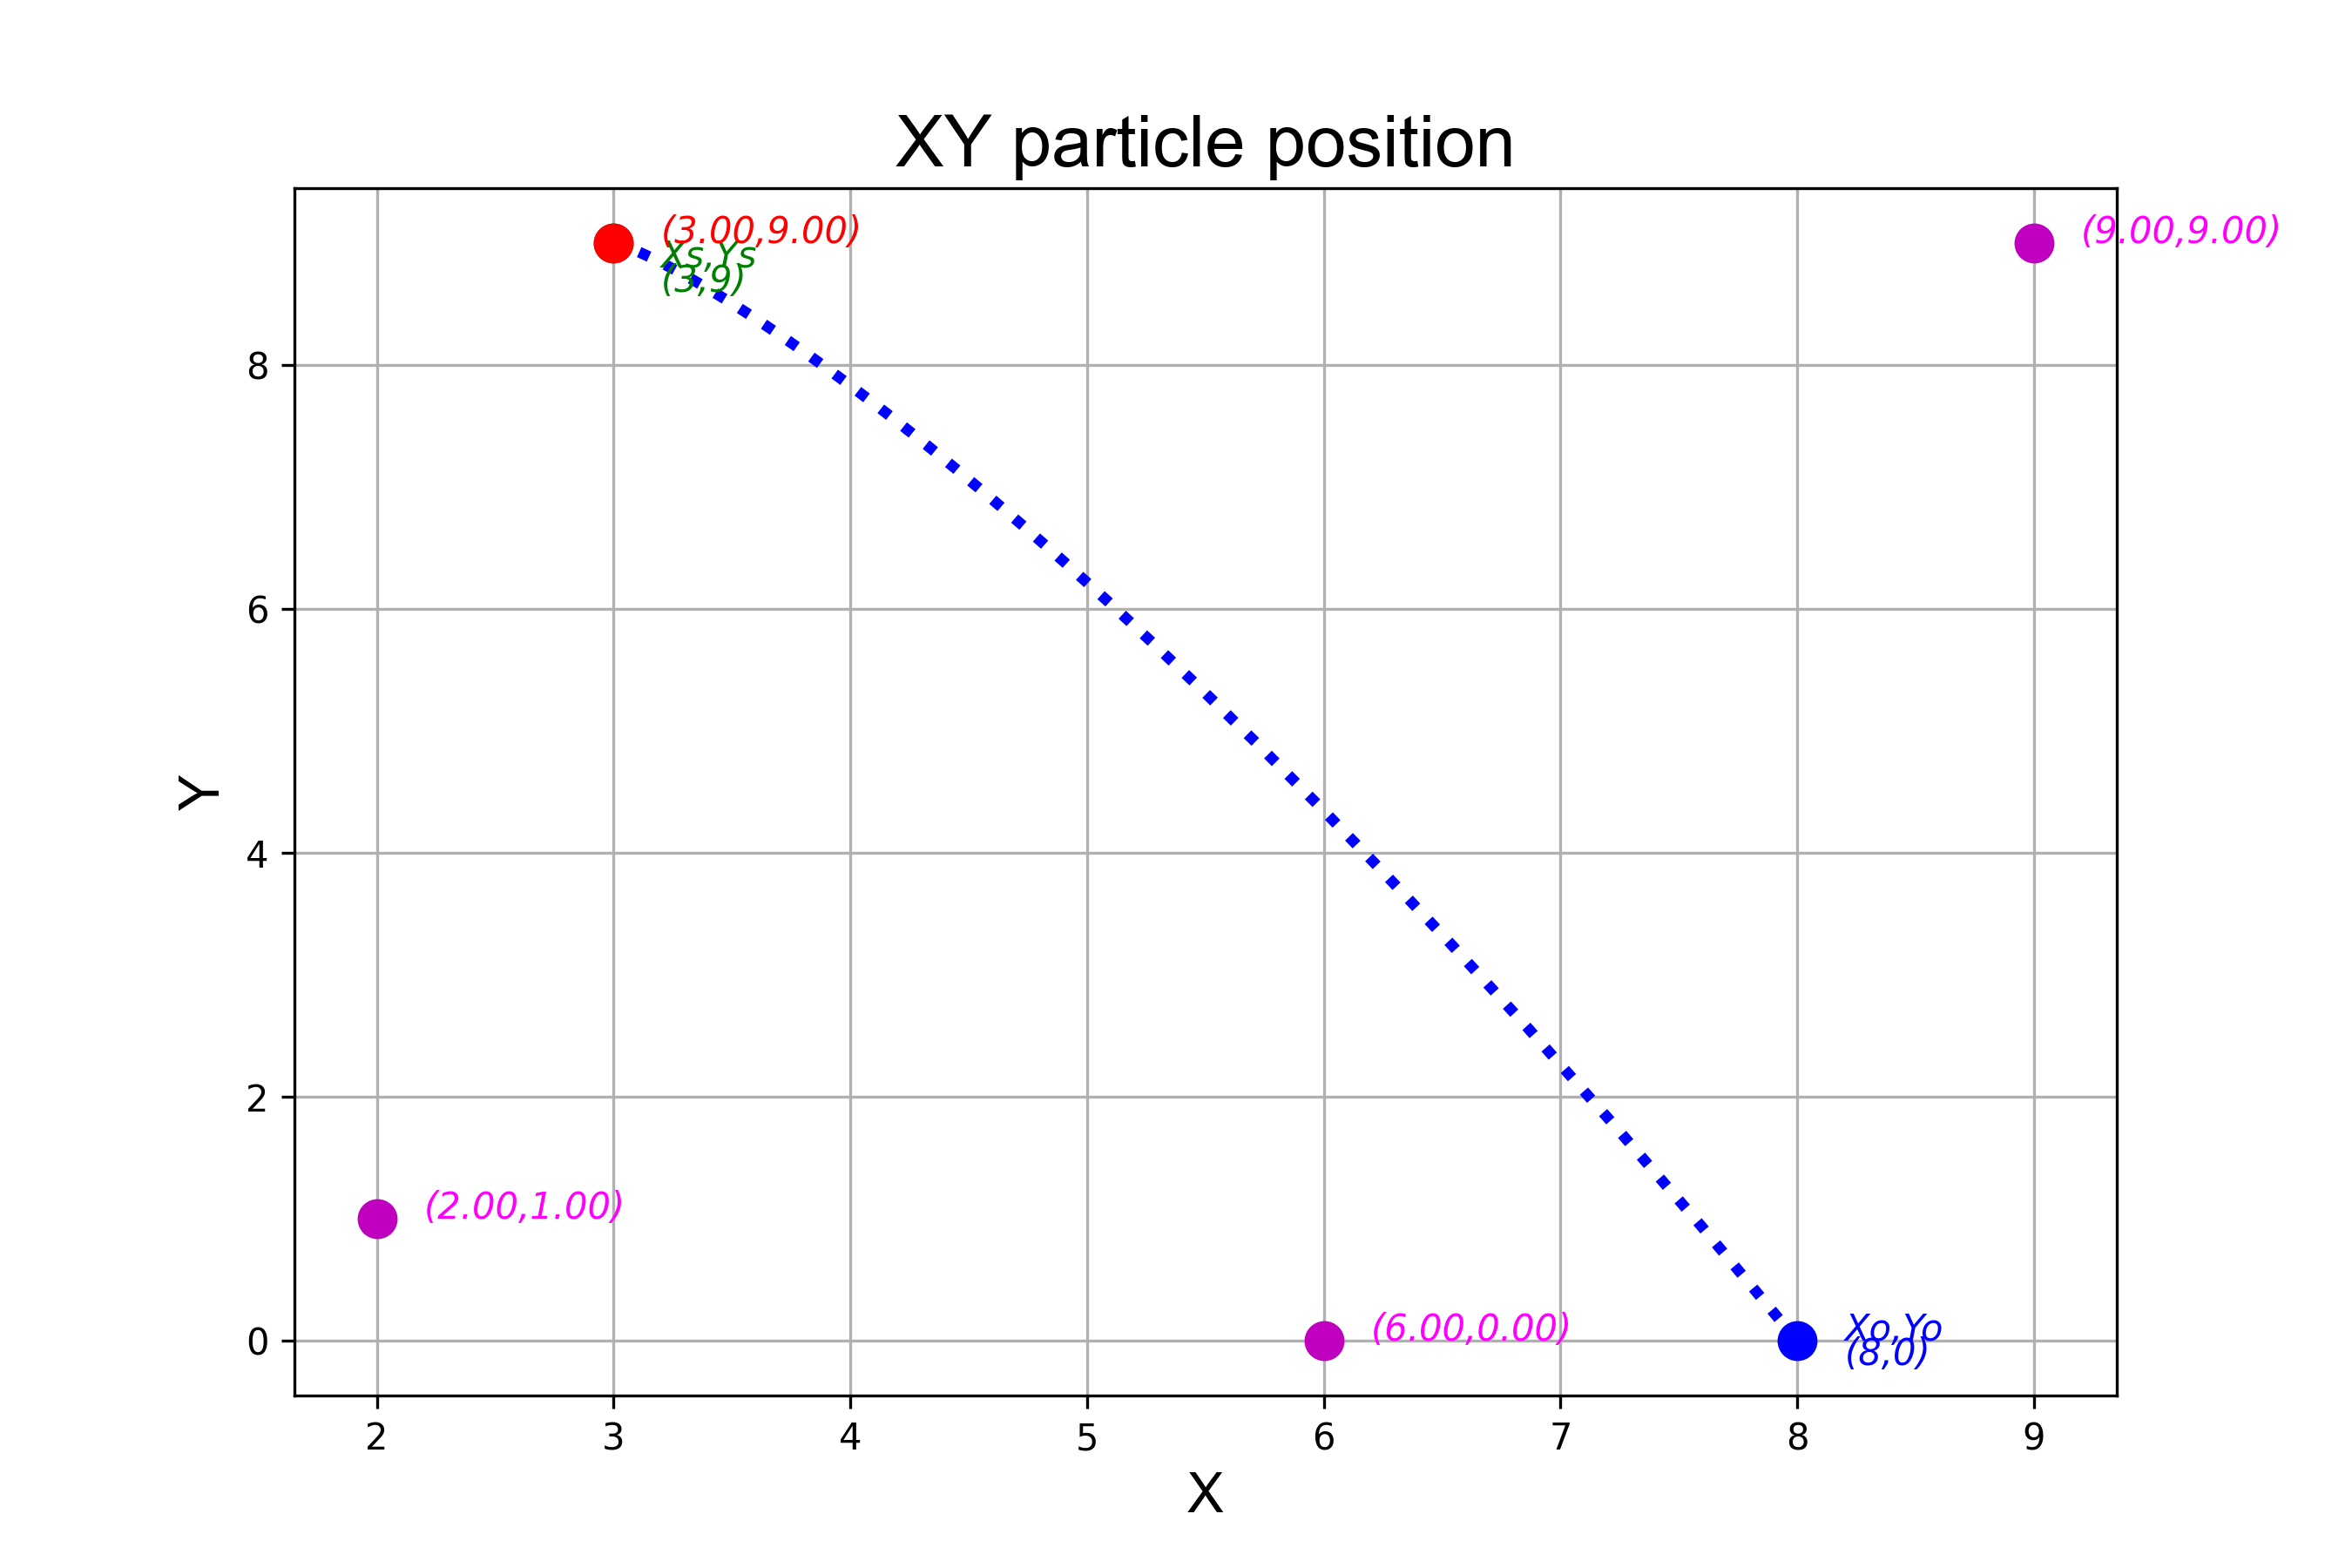 XY particle position
(3.00,9.00)
(9.00,9.00)
Xs,Ys
(3,9)
8
6
Y
4
2
(2.00,1.00)
(6.00,0.00)
Xo,Yo
0
(8,0)
2 3 4 5 6 7 8 9
X